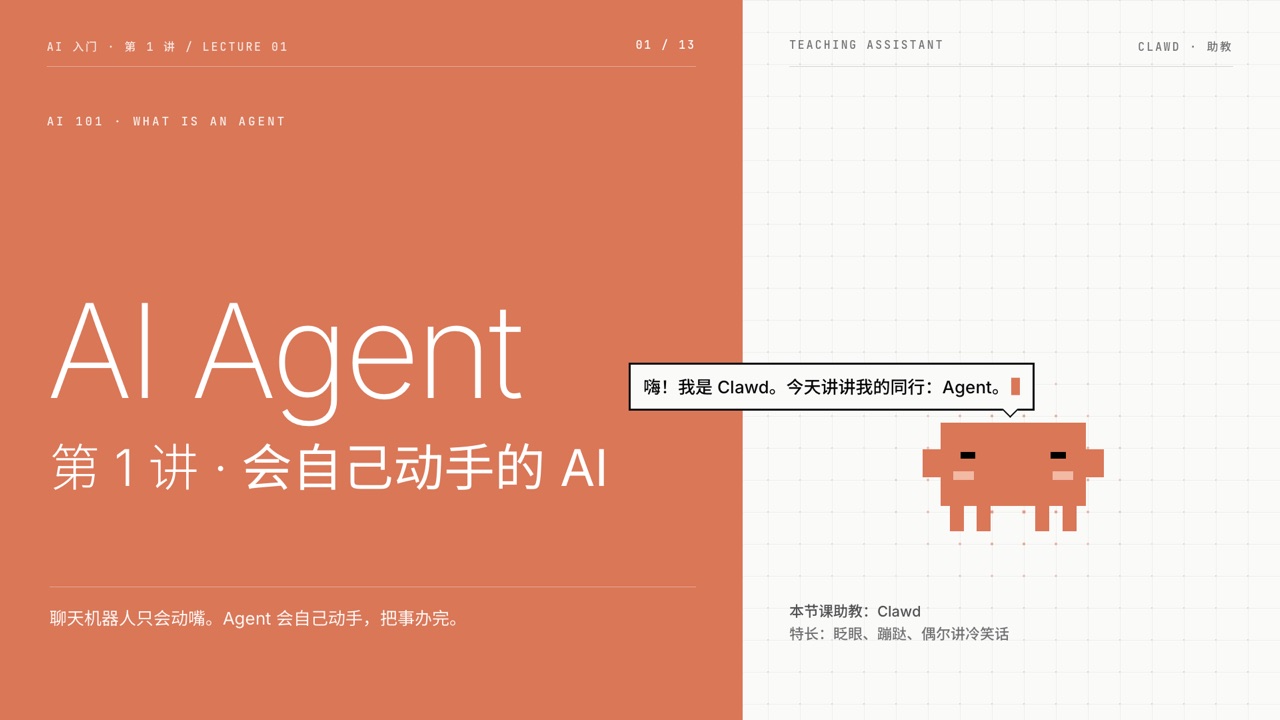 AI 入门 · 第 1 讲 / LECTURE 01
01 / 13
AI 101 · WHAT IS AN AGENT
AI Agent
第 1 讲 · 会自己动手的 AI
聊天机器人只会动嘴。Agent 会自己动手，把事办完。
TEACHING ASSISTANT
CLAWD · 助教
嗨！我是 Clawd。今天讲讲我的同行：Agent。
本节课助教：Clawd
特长：眨眼、蹦跶、偶尔讲冷笑话